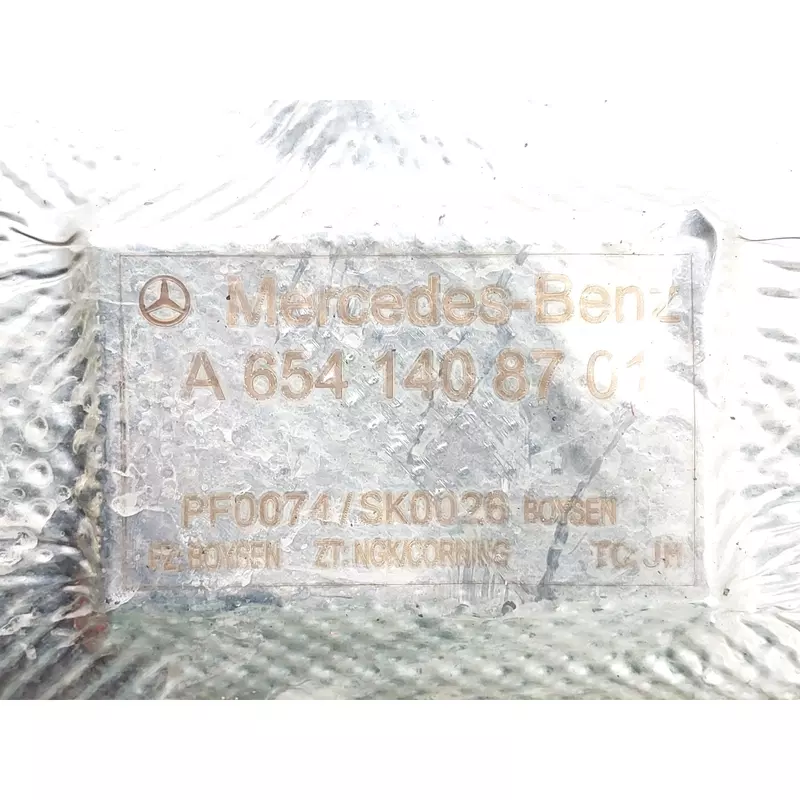 Mercedes-Benz
A 654 140 87 01
PF0074/SK0026 BOYSEN
FZ BOYSEN ZT.NGK/CORNING TC.JM